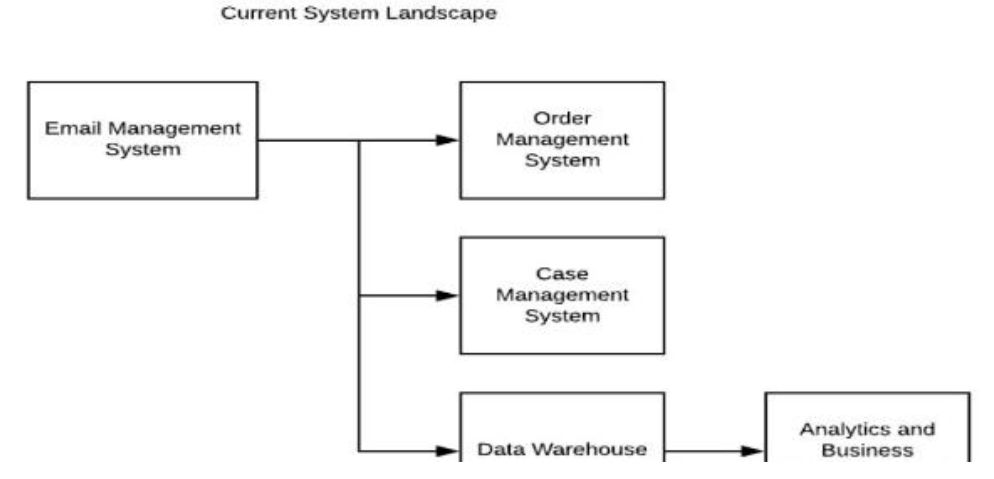 Current System Landscape
Email Management
System
Order
Management
System
Case
Management
System
Data Warehouse
Analytics and
Business